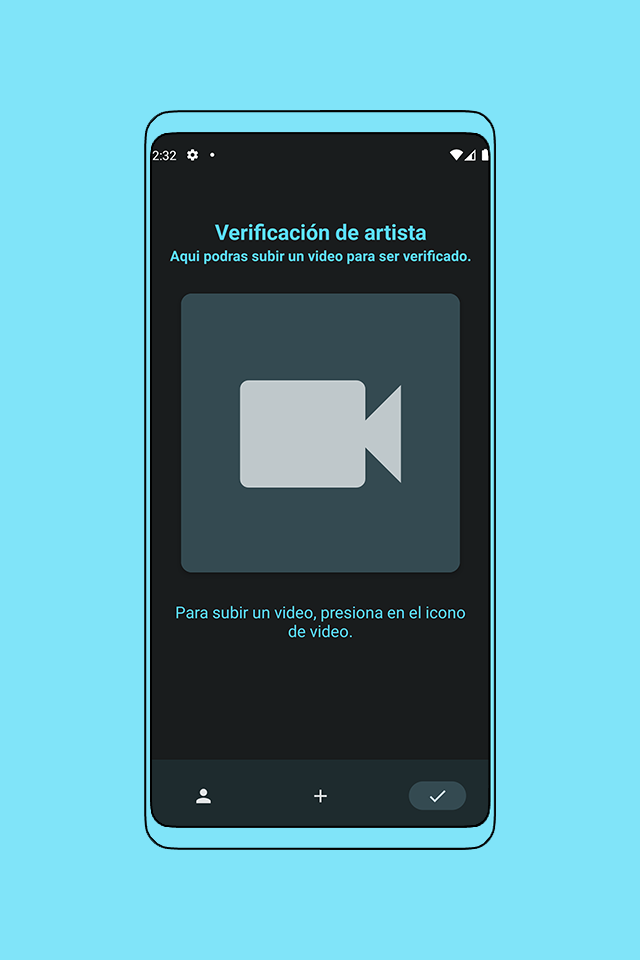 2:32
Verificación de artista
Aqui podras subir un video para ser verificado.
Para subir un video, presiona en el icono
de video.